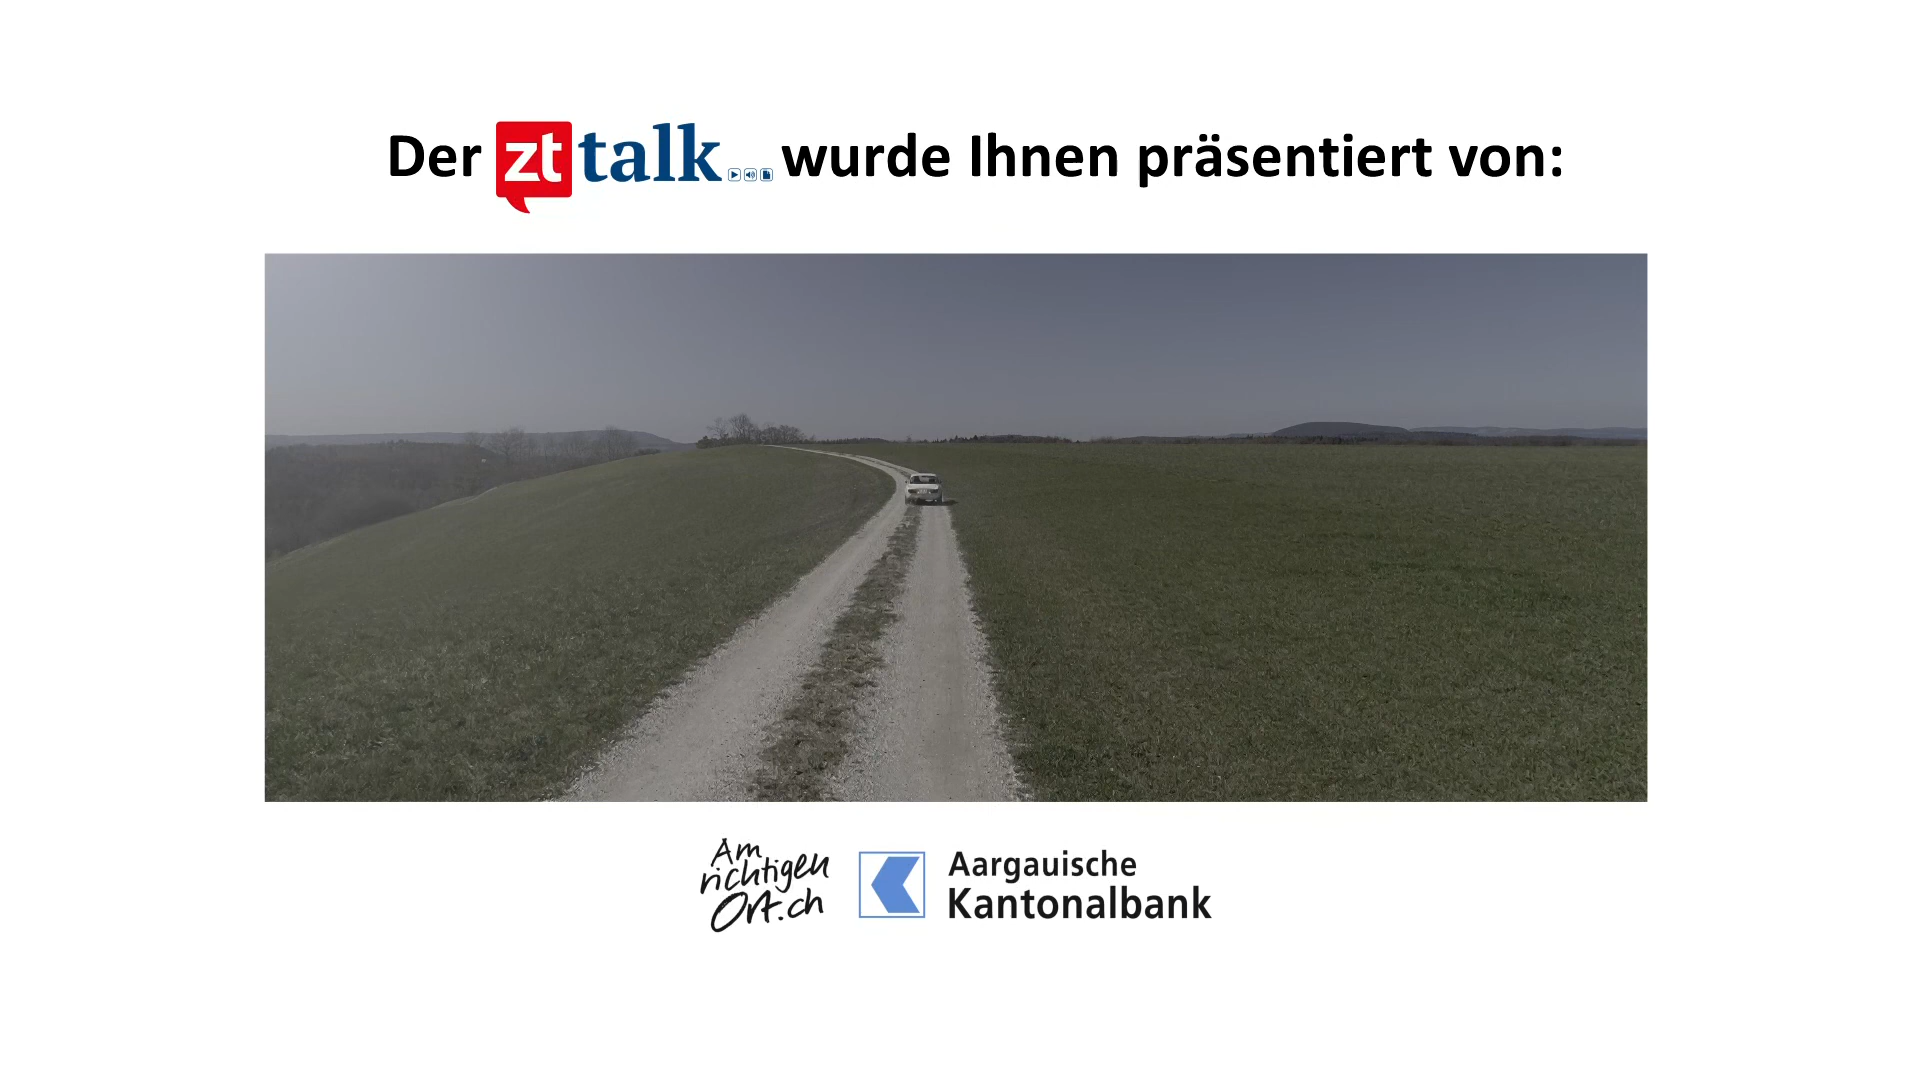 Der zt talk... wurde Ihnen präsentiert von:
Am
richtigen
Ort.ch
Aargauische
Kantonalbank